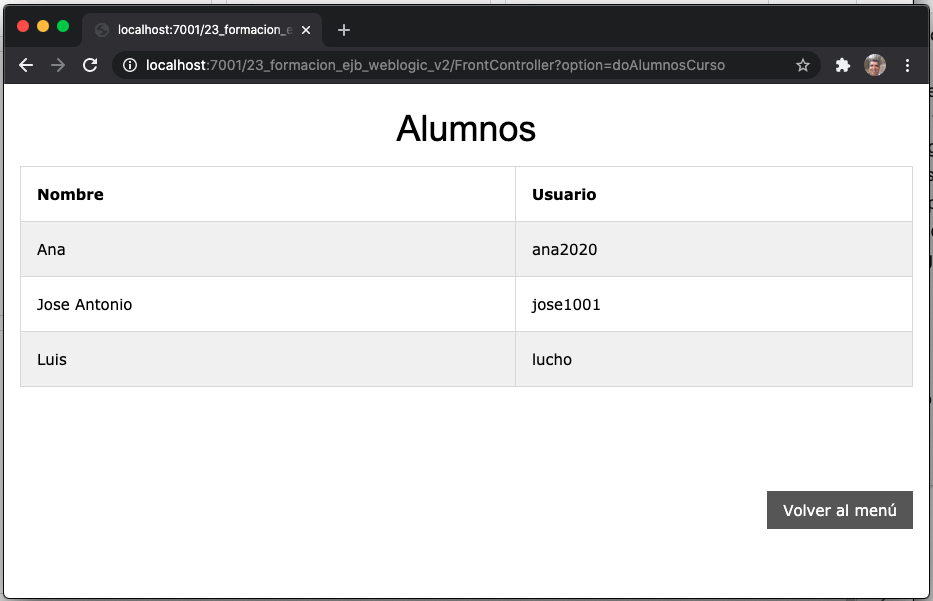 localhost:7001/23_formacion_e
localhost:7001/23_formacion_ejb_weblogic_v2/FrontController?option=doAlumnosCurso
Alumnos
Nombre Usuario
Ana ana2020
Jose Antonio jose1001
Luis lucho
Volver al menú